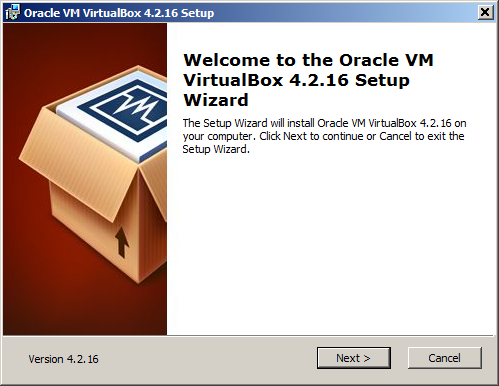 Oracle VM VirtualBox 4.2.16 Setup
Welcome to the Oracle VM
VirtualBox 4.2.16 Setup
Wizard
The Setup Wizard will install Oracle VM VirtualBox 4.2.16 on
your computer. Click Next to continue or Cancel to exit the
Setup Wizard.
Version 4.2.16
Next >
Cancel